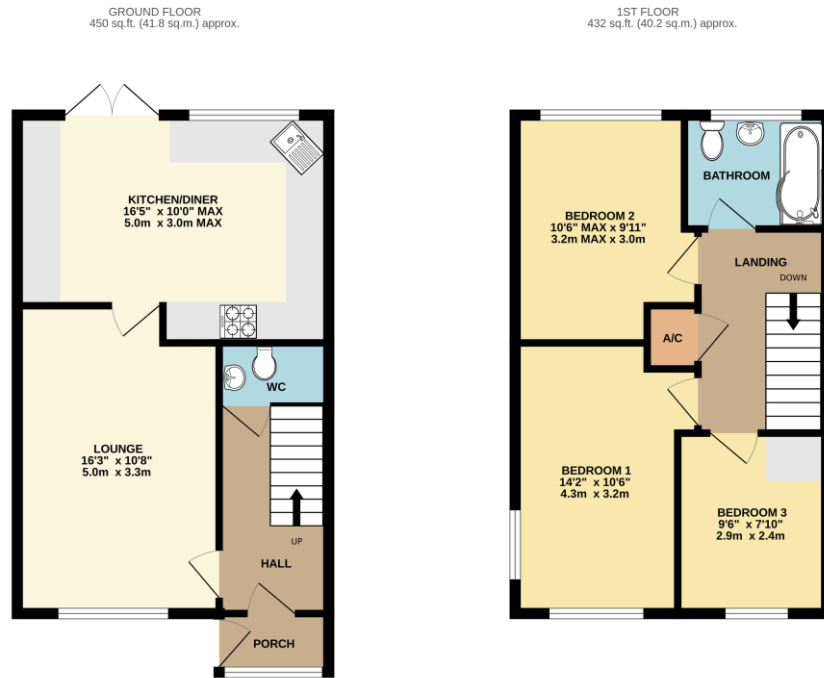 GROUND FLOOR
450 sq.ft. (41.8 sq.m.) approx.
KITCHEN/DINER
16'5" x 10'0" MAX
5.0m x 3.0m MAX
WC
LOUNGE
16'3" x 10'8"
5.0m x 3.3m
UP
HALL
PORCH
1ST FLOOR
432 sq.ft. (40.2 sq.m.) approx.
BATHROOM
BEDROOM 2
10'6" MAX x 9'11"
3.2m MAX x 3.0m
LANDING
DOWN
A/C
BEDROOM 1
14'2" x 10'6"
4.3m x 3.2m
BEDROOM 3
9'6" x 7'10"
2.9m x 2.4m